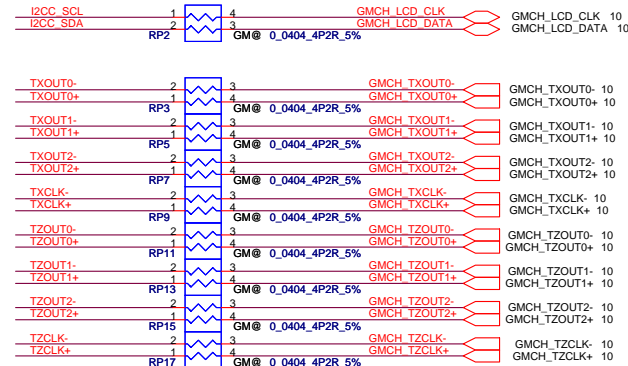 I2CC_SCL 1 4 GMCH_LCD_CLK GMCH_LCD_CLK 10
I2CC_SDA 2 3 GMCH_LCD_DATA GMCH_LCD_DATA 10
RP2 GM@ 0_0404_4P2R_5%
TXOUT0- 2 3 GMCH_TXOUT0- GMCH_TXOUT0- 10
TXOUT0+ 1 4 GMCH_TXOUT0+ GMCH_TXOUT0+ 10
RP3 GM@ 0_0404_4P2R_5%
TXOUT1- 2 3 GMCH_TXOUT1- GMCH_TXOUT1- 10
TXOUT1+ 1 4 GMCH_TXOUT1+ GMCH_TXOUT1+ 10
RP5 GM@ 0_0404_4P2R_5%
TXOUT2- 2 3 GMCH_TXOUT2- GMCH_TXOUT2- 10
TXOUT2+ 1 4 GMCH_TXOUT2+ GMCH_TXOUT2+ 10
RP7 GM@ 0_0404_4P2R_5%
TXCLK- 2 3 GMCH_TXCLK- GMCH_TXCLK- 10
TXCLK+ 1 4 GMCH_TXCLK+ GMCH_TXCLK+ 10
RP9 GM@ 0_0404_4P2R_5%
TZOUT0- 2 3 GMCH_TZOUT0- GMCH_TZOUT0- 10
TZOUT0+ 1 4 GMCH_TZOUT0+ GMCH_TZOUT0+ 10
RP11 GM@ 0_0404_4P2R_5%
TZOUT1- 2 3 GMCH_TZOUT1- GMCH_TZOUT1- 10
TZOUT1+ 1 4 GMCH_TZOUT1+ GMCH_TZOUT1+ 10
RP13 GM@ 0_0404_4P2R_5%
TZOUT2- 2 3 GMCH_TZOUT2- GMCH_TZOUT2- 10
TZOUT2+ 1 4 GMCH_TZOUT2+ GMCH_TZOUT2+ 10
RP15 GM@ 0_0404_4P2R_5%
TZCLK- 2 3 GMCH_TZCLK- GMCH_TZCLK- 10
TZCLK+ 1 4 GMCH_TZCLK+ GMCH_TZCLK+ 10
RP17 GM@ 0_0404_4P2R_5%